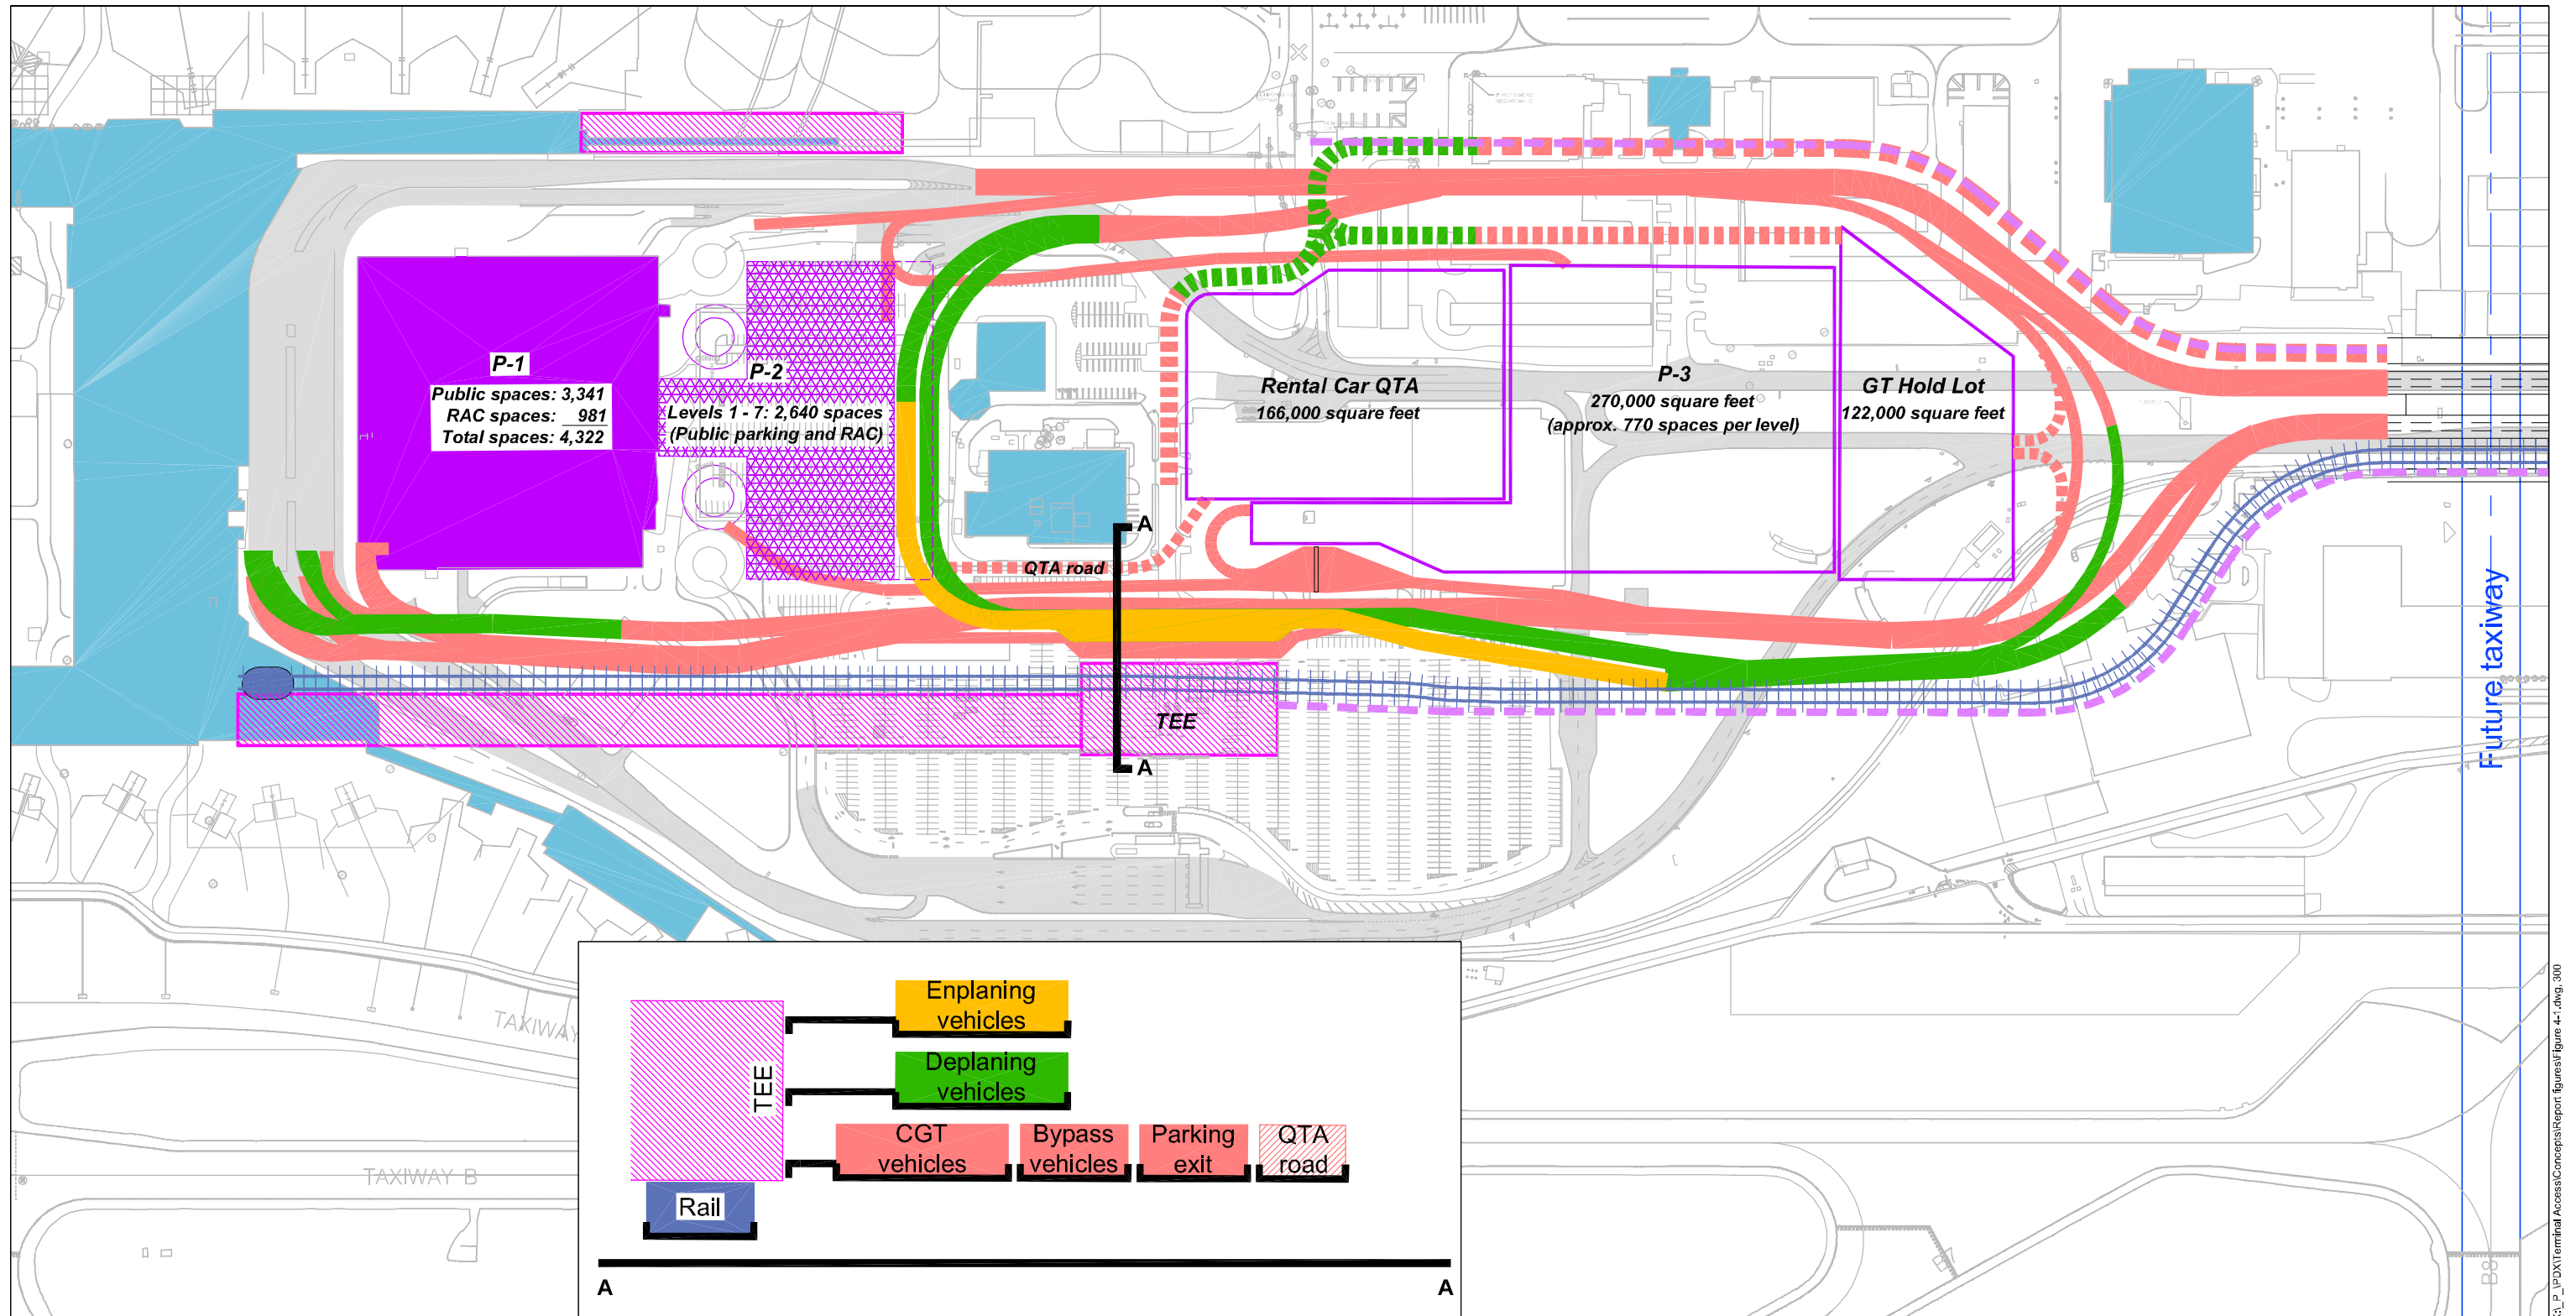 P-1
Public spaces: 3,341
RAC spaces: 981
Total spaces: 4,322
P-2
Levels 1 - 7: 2,640 spaces
(Public parking and RAC)
Rental Car QTA
166,000 square feet
P-3
270,000 square feet
(approx. 770 spaces per level)
GT Hold Lot
122,000 square feet
A
QTA road
TEE
A
Future taxiway
TAXIWAY
TAXIWAY B
B8
Enplaning
vehicles
Deplaning
vehicles
TEE
CGT
vehicles
Bypass
vehicles
Parking
exit
QTA
road
Rail
A
A